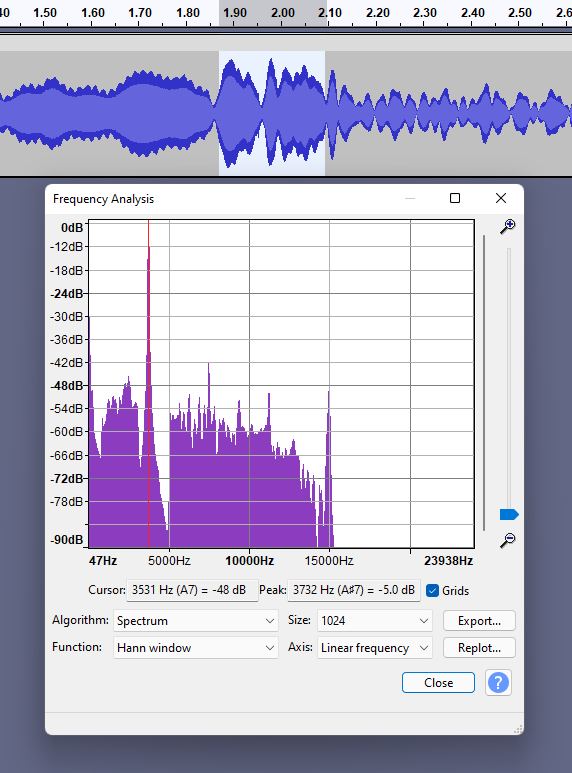 1.50 1.60 1.70 1.80 1.90 2.00 2.10 2.20 2.30 2.40 2.50
Frequency Analysis
0dB
-12dB
-18dB
-24dB
-30dB
-36dB
-42dB
-48dB
-54dB
-60dB
-66dB
-72dB
-78dB
-90dB
47Hz 5000Hz 10000Hz 15000Hz 23938Hz
Cursor: 3531 Hz (A7) = -48 dB Peak: 3732 Hz (A♯7) = -5.0 dB Grids
Algorithm: Spectrum Size: 1024 Export...
Function: Hann window Axis: Linear frequency Replot...
Close ?